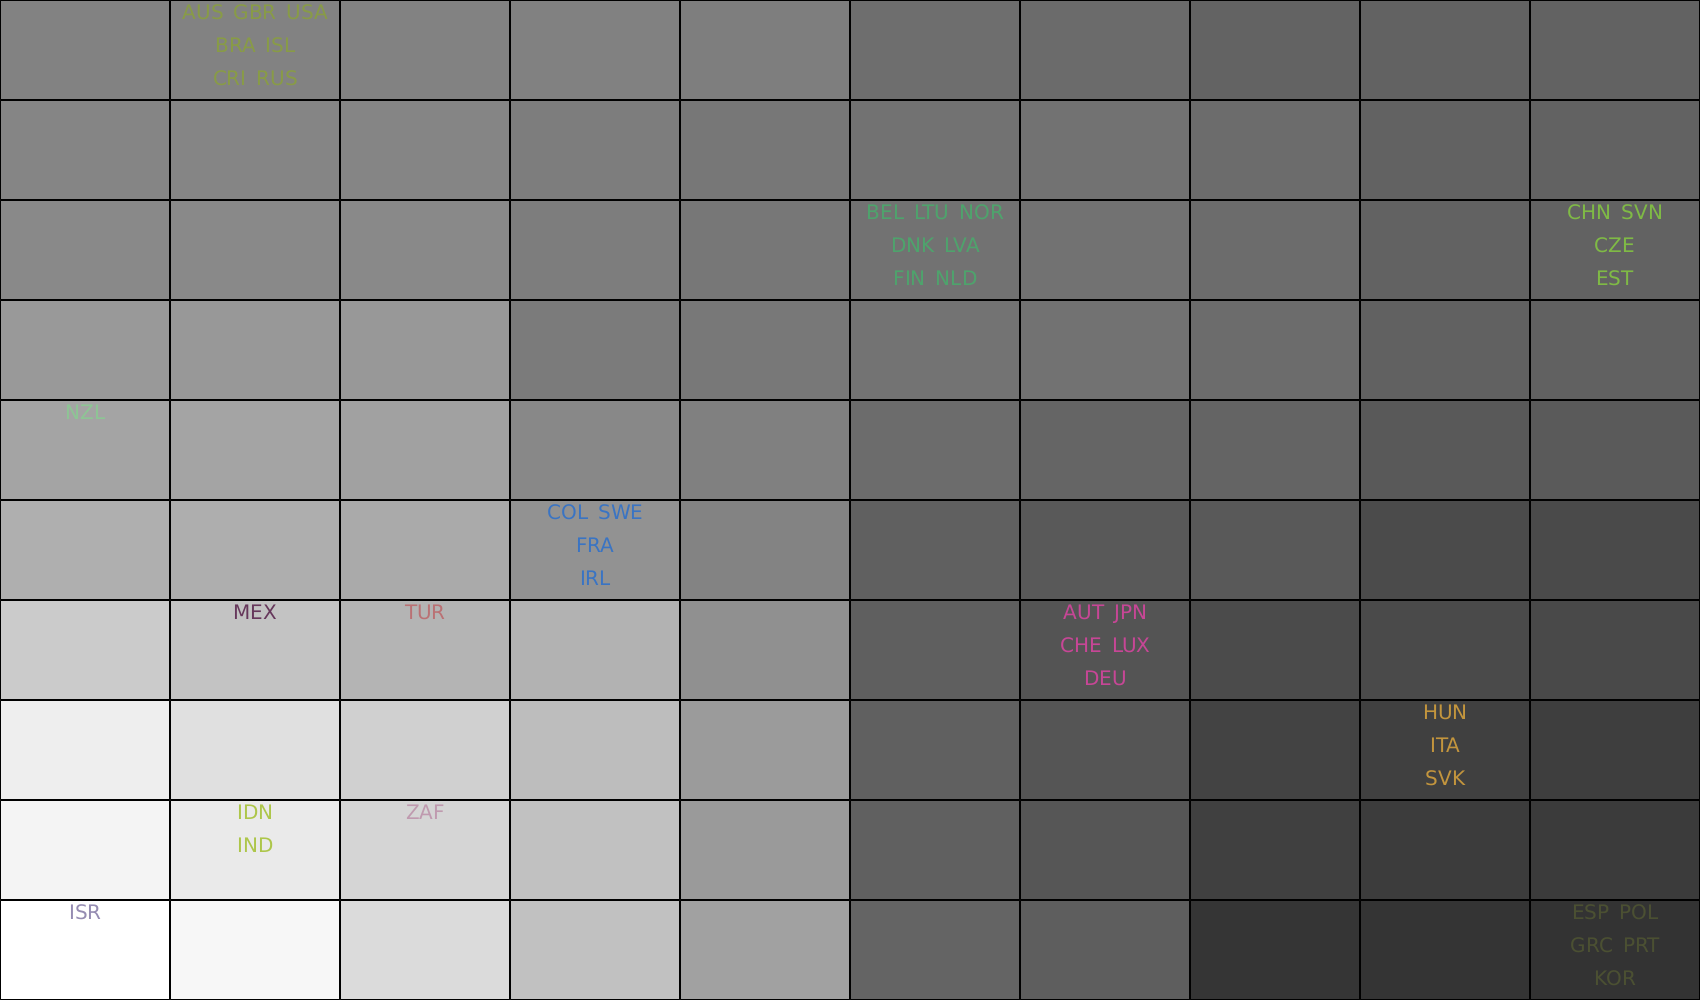 AUS GBR USA
BRA ISL
CRI RUS
BEL LTU NOR
DNK LVA
FIN NLD
CHN SVN
CZE
EST
NZL
COL SWE
FRA
IRL
MEX
TUR
AUT JPN
CHE LUX
DEU
HUN
ITA
SVK
IDN
IND
ZAF
ISR
ESP POL
GRC PRT
KOR